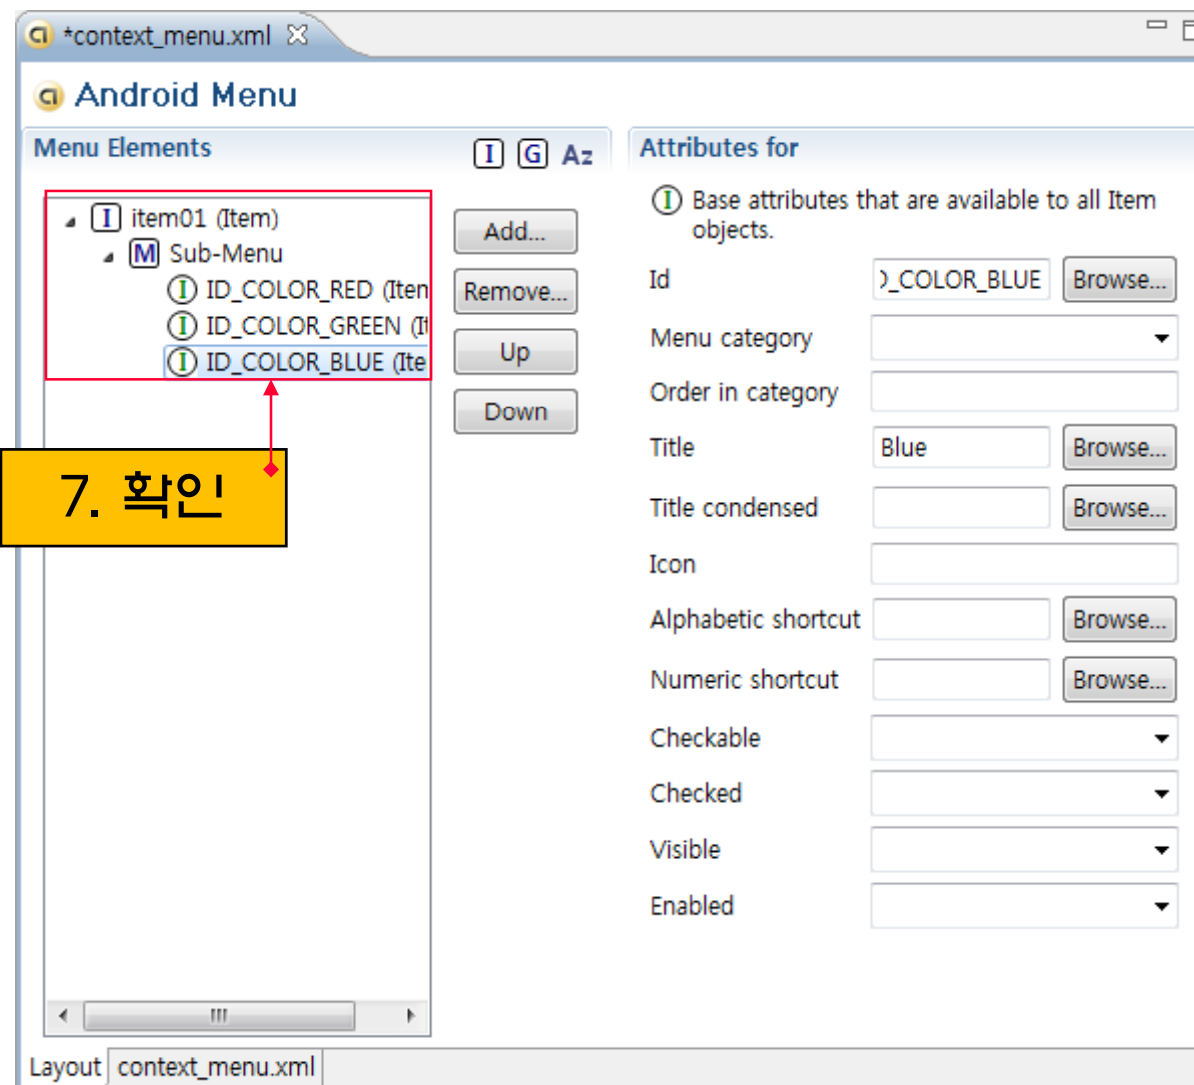 *context_menu.xml
Android Menu
Menu Elements
I G Az
Attributes for
I item01 (Item)
M Sub-Menu
I ID_COLOR_RED (Iten
I ID_COLOR_GREEN (It
I ID_COLOR_BLUE (Ite
Add...
Remove...
Up
Down
7. 확인
I Base attributes that are available to all Item
objects.
Id _COLOR_BLUE Browse...
Menu category
Order in category
Title Blue Browse...
Title condensed Browse...
Icon
Alphabetic shortcut Browse...
Numeric shortcut Browse...
Checkable
Checked
Visible
Enabled
Layout context_menu.xml